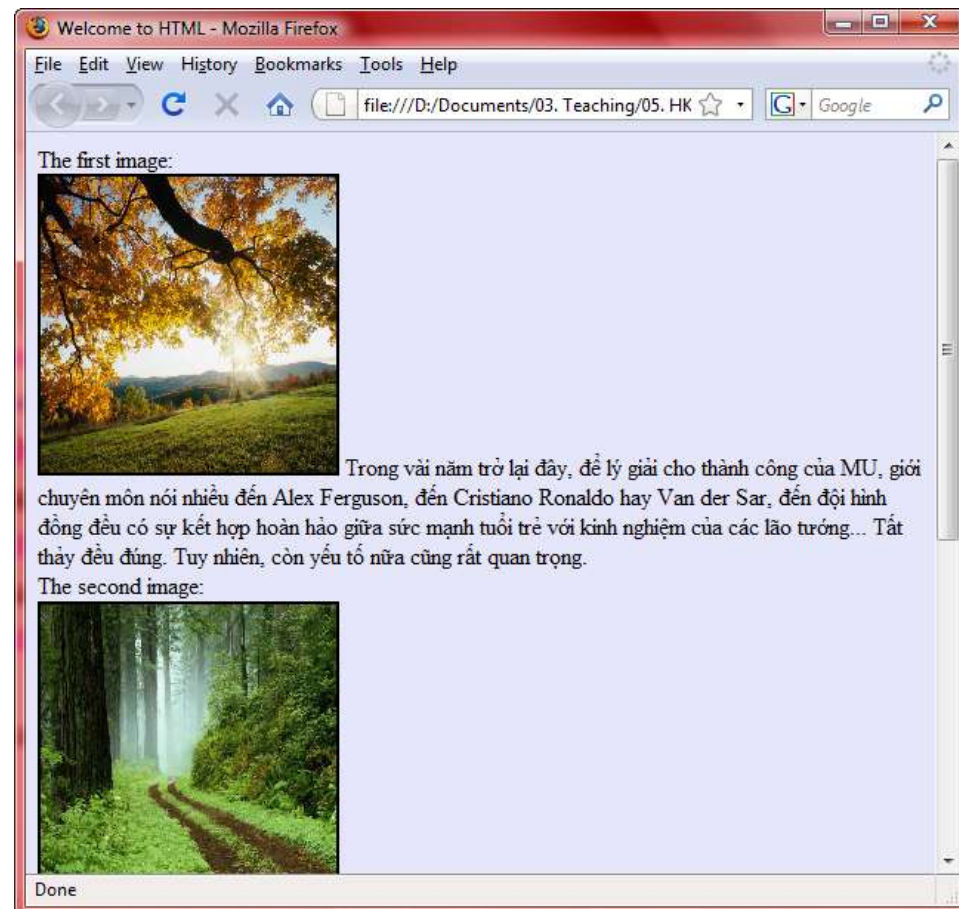 Welcome to HTML - Mozilla Firefox
File Edit View History Bookmarks Tools Help
file:///D:/Documents/03. Teaching/05. HK
G
Google
The first image:
Trong vài năm trở lại đây, để lý giải cho thành công của MU, giới
chuyên môn nói nhiều đến Alex Ferguson, đến Cristiano Ronaldo hay Van der Sar, đến đội hình
đồng đều có sự kết hợp hoàn hảo giữa sức mạnh tuổi trẻ với kinh nghiệm của các lão tướng... Tất
thảy đều đúng. Tuy nhiên, còn yếu tố nữa cũng rất quan trọng.
The second image:
Done